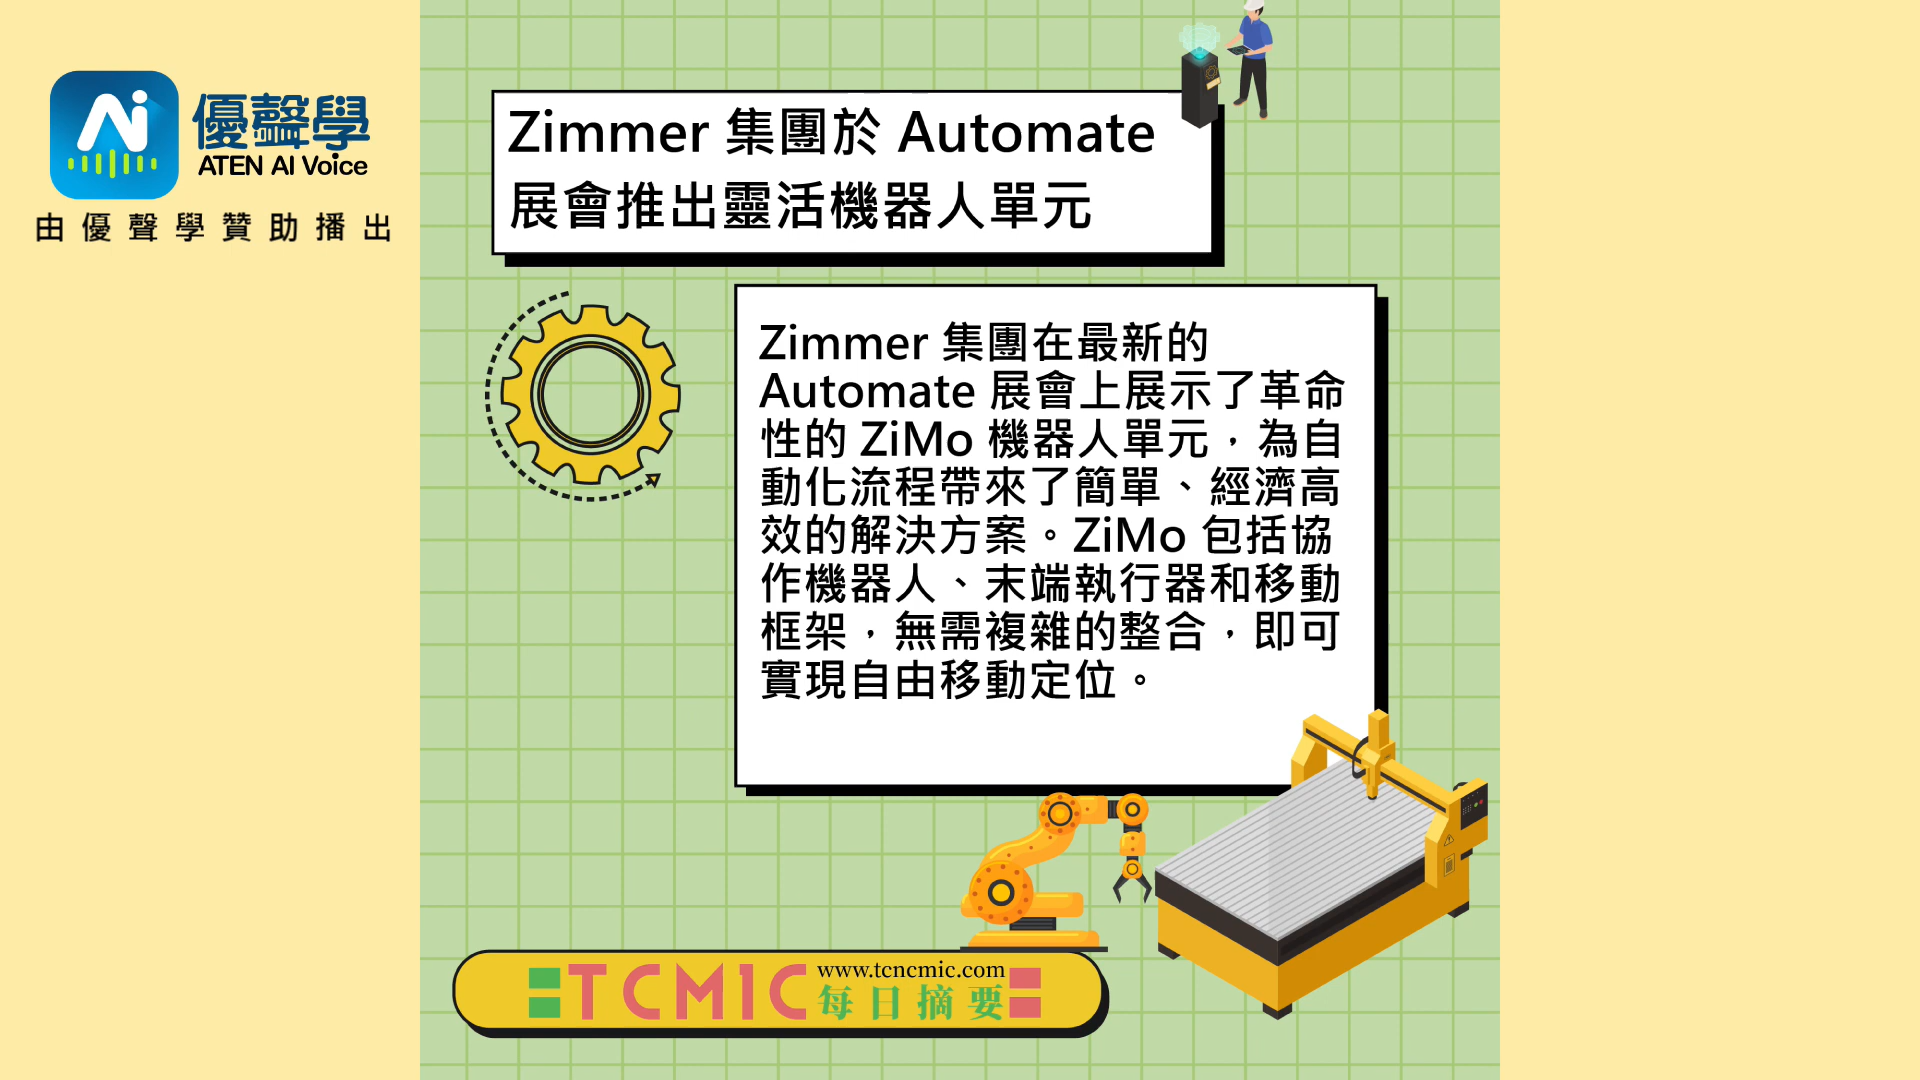 優聲學
ATEN AI Voice
由優聲學贊助播出
Zimmer 集團於 Automate
展會推出靈活機器人單元
Zimmer 集團在最新的
Automate 展會上展示了革命
性的 ZiMo 機器人單元，為自
動化流程帶來了簡單、經濟高
效的解決方案。ZiMo 包括協
作機器人、末端執行器和移動
框架，無需複雜的整合，即可
實現自由移動定位。
TCMIC
www.tcncmic.com
每日摘要